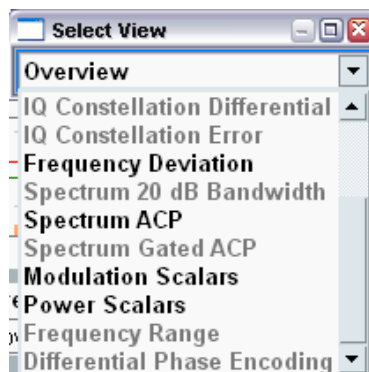 Select View
Overview
IQ Constellation Differential
IQ Constellation Error
Frequency Deviation
Spectrum 20 dB Bandwidth
Spectrum ACP
Spectrum Gated ACP
Modulation Scalars
Power Scalars
Frequency Range
Differential Phase Encoding